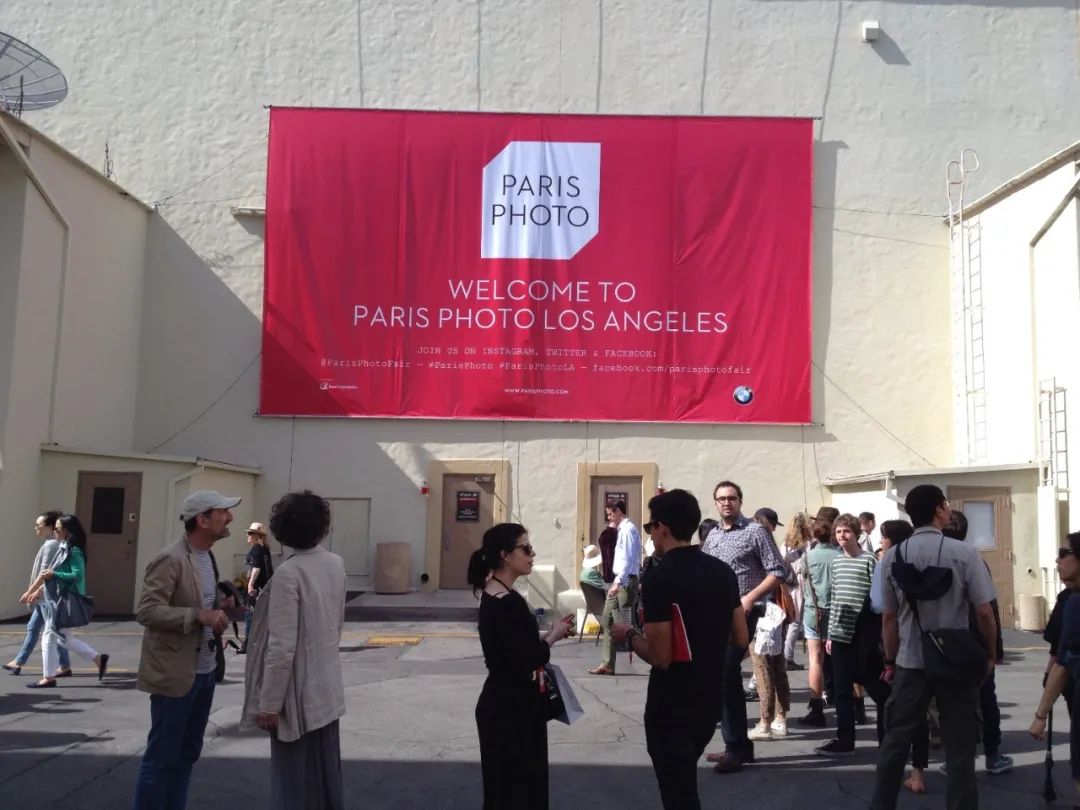 PARIS
PHOTO
WELCOME TO
PARIS PHOTO LOS ANGELES
JOIN US ON INSTAGRAM, TWITTER & FACEBOOK:
@ParisPhotoFair — #ParisPhoto #ParisPhotoLA — facebook.com/parisphotofair
WWW.PARISPHOTO.COM